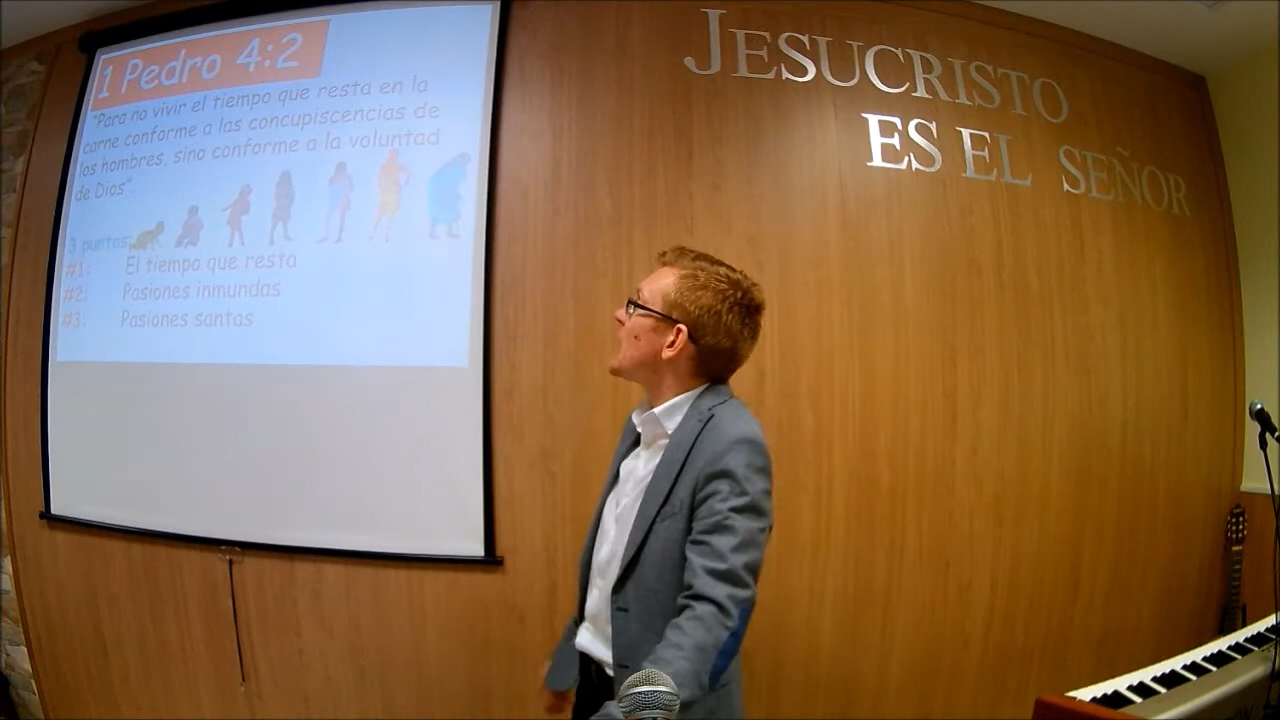 1 Pedro 4:2
"Para no vivir el tiempo que resta en la
carne conforme a las concupiscencias de
los hombres, sino conforme a la voluntad
de Dios".
3 puntos:
#1: El tiempo que resta
#2: Pasiones inmundas
#3: Pasiones santas
JESUCRISTO
ES EL SEÑOR